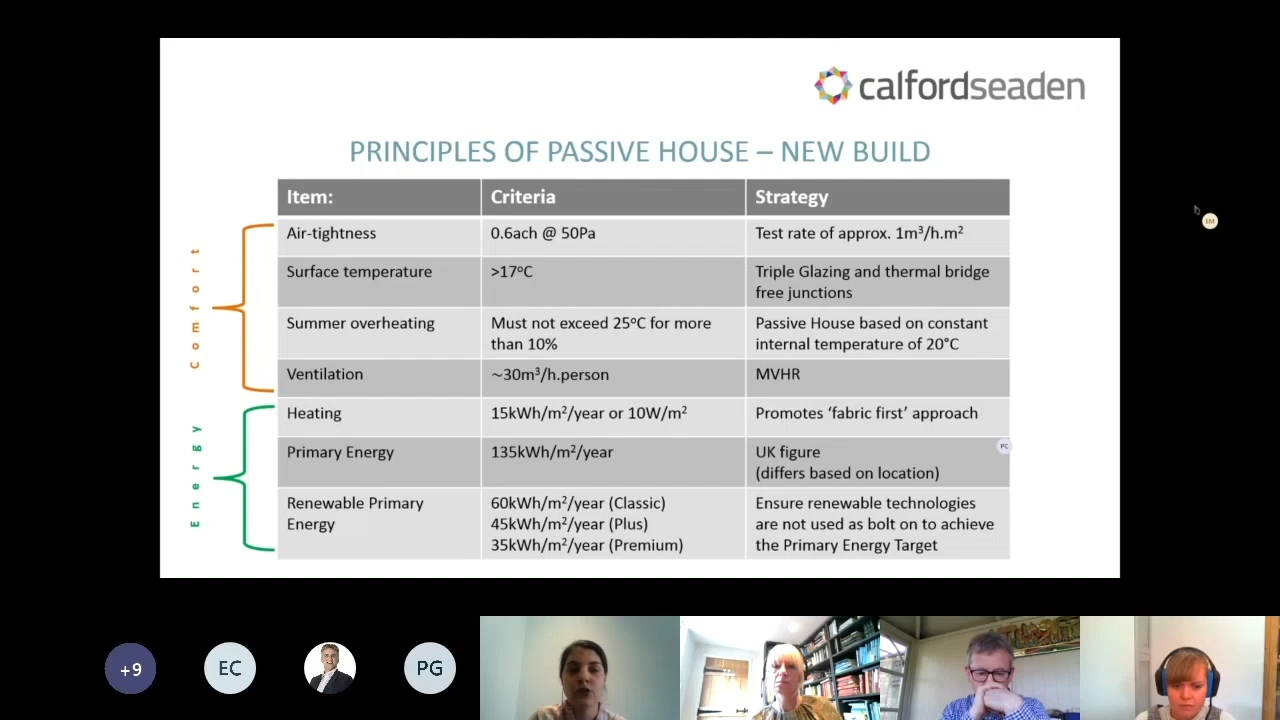 calfordseaden
PRINCIPLES OF PASSIVE HOUSE – NEW BUILD
Item: Criteria Strategy
Comfort
Air-tightness 0.6ach @ 50Pa Test rate of approx. 1m³/h.m²
Surface temperature >17°C Triple Glazing and thermal bridge
free junctions
Summer overheating Must not exceed 25°C for more Passive House based on constant
than 10% internal temperature of 20°C
Ventilation ~30m³/h.person MVHR
Energy
Heating 15kWh/m²/year or 10W/m² Promotes ‘fabric first’ approach
Primary Energy 135kWh/m²/year UK figure
(differs based on location)
Renewable Primary 60kWh/m²/year (Classic) Ensure renewable technologies
Energy 45kWh/m²/year (Plus) are not used as bolt on to achieve
35kWh/m²/year (Premium) the Primary Energy Target
EM
PC
+9
EC
PG